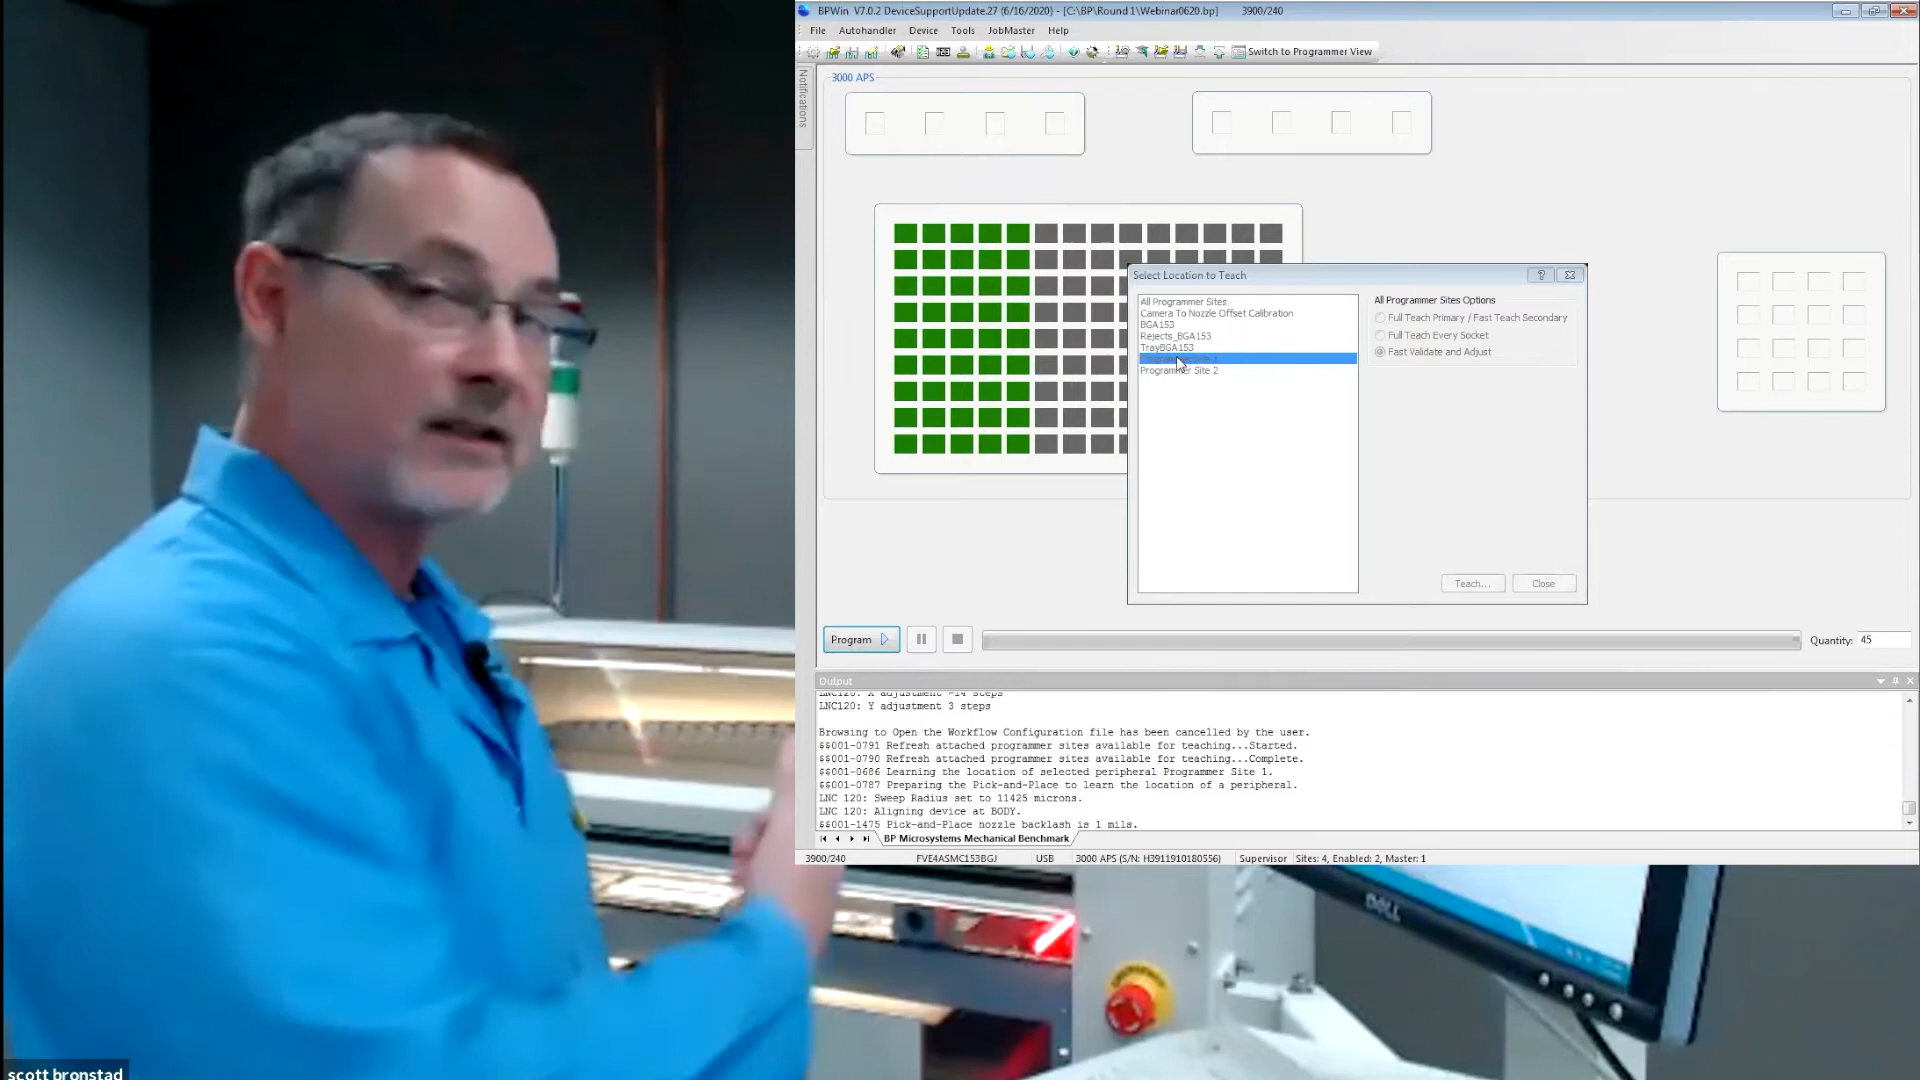 BPWin V7.0.2 DeviceSupportUpdate.27 (6/16/2020) - [C:\BP\Round 1\Webinar0620.bp] 3900/240
File Autohandler Device Tools JobMaster Help
Switch to Programmer View
Notifications
3000 APS
Select Location to Teach
All Programmer Sites
Camera To Nozzle Offset Calibration
BGA153
Rejects_BGA153
TrayBGA153
Programmer Site 2
All Programmer Sites Options
Full Teach Primary / Fast Teach Secondary
Full Teach Every Socket
Fast Validate and Adjust
Teach... Close
Program
Quantity: 45
Output
LNC120: X adjustment -14 steps
LNC120: Y adjustment 3 steps
Browsing to Open the Workflow Configuration file has been cancelled by the user.
$$001-0791 Refresh attached programmer sites available for teaching...Started.
$$001-0790 Refresh attached programmer sites available for teaching...Complete.
$$001-0686 Learning the location of selected peripheral Programmer Site 1.
$$001-0787 Preparing the Pick-and-Place to learn the location of a peripheral.
LNC 120: Sweep Radius set to 11425 microns.
LNC 120: Aligning device at BODY.
$$001-1475 Pick-and-Place nozzle backlash is 1 mils.
BP Microsystems Mechanical Benchmark
3900/240 FVE4ASMC153BGJ USB 3000 APS (S/N: H3911910180556) Supervisor Sites: 4, Enabled: 2, Master: 1
DELL
EMERGENCY
scott bronstad